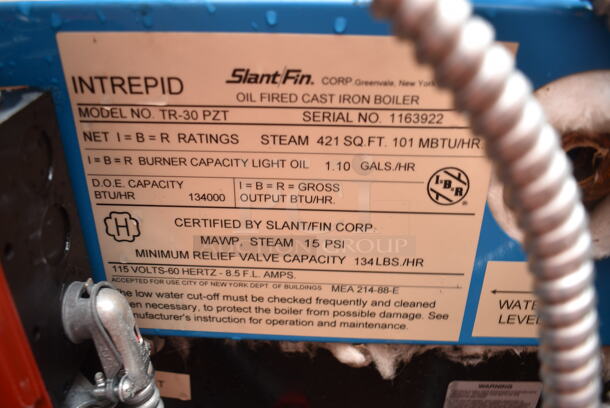 INTREPID
Slant/Fin. CORP. Greenvale, New York
OIL FIRED CAST IRON BOILER
MODEL NO. TR-30 PZT SERIAL NO. 1163922
NET I=B=R RATINGS STEAM 421 SQ.FT. 101 MBTU/HR
I=B=R BURNER CAPACITY LIGHT OIL 1.10 GALS./HR
D.O.E. CAPACITY
BTU/HR 134000
I=B=R=GROSS
OUTPUT BTU/HR.
I=B=R
H
CERTIFIED BY SLANT/FIN CORP.
MAWP, STEAM 15 PSI
MINIMUM RELIEF VALVE CAPACITY 134LBS./HR
115 VOLTS-60 HERTZ - 8.5 F.L. AMPS.
ACCEPTED FOR USE CITY OF NEW YORK DEPT OF BUILDINGS MEA 214-88-E
the low water cut-off must be checked frequently and cleaned
en necessary, to protect the boiler from possible damage. See
nufacturer's instruction for operation and maintenance.
WATE
LEVEL
WARNING